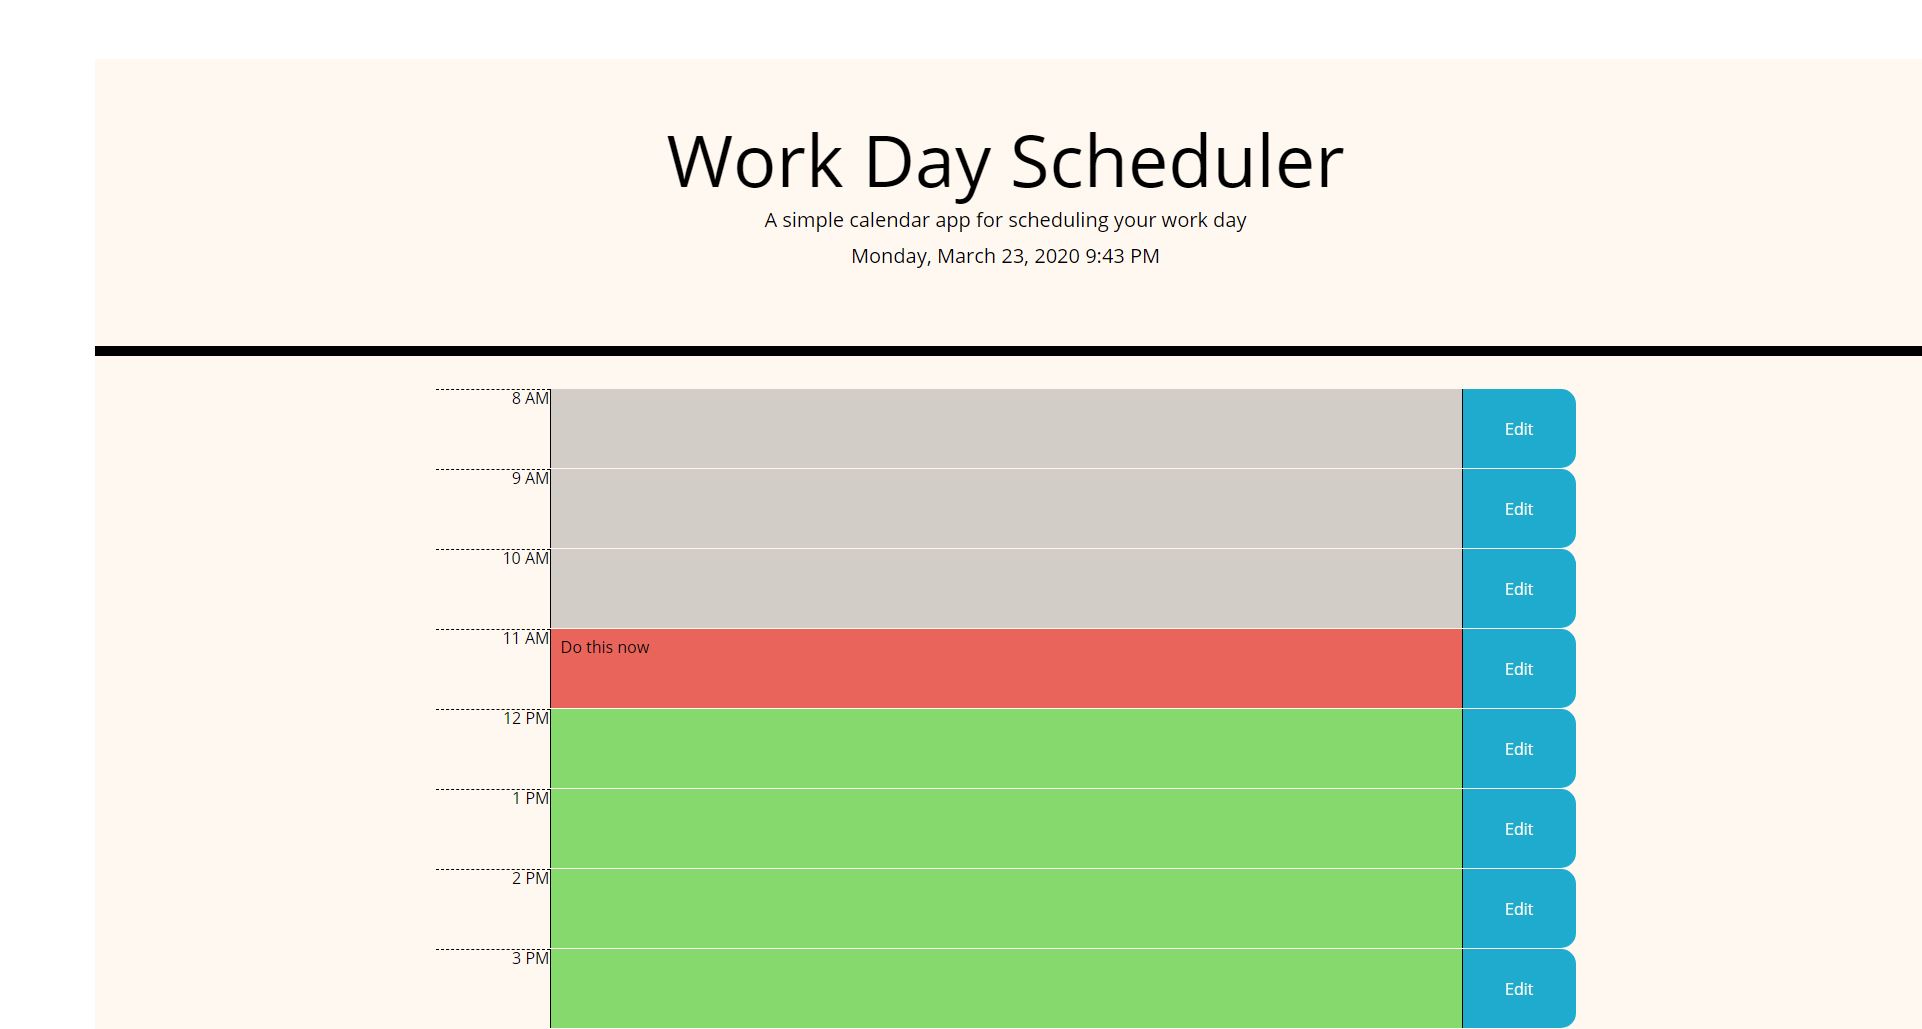 Work Day Scheduler
A simple calendar app for scheduling your work day
Monday, March 23, 2020 9:43 PM
8 AM
Edit
9 AM
Edit
10 AM
Edit
11 AM
Do this now
Edit
12 PM
Edit
1 PM
Edit
2 PM
Edit
3 PM
Edit